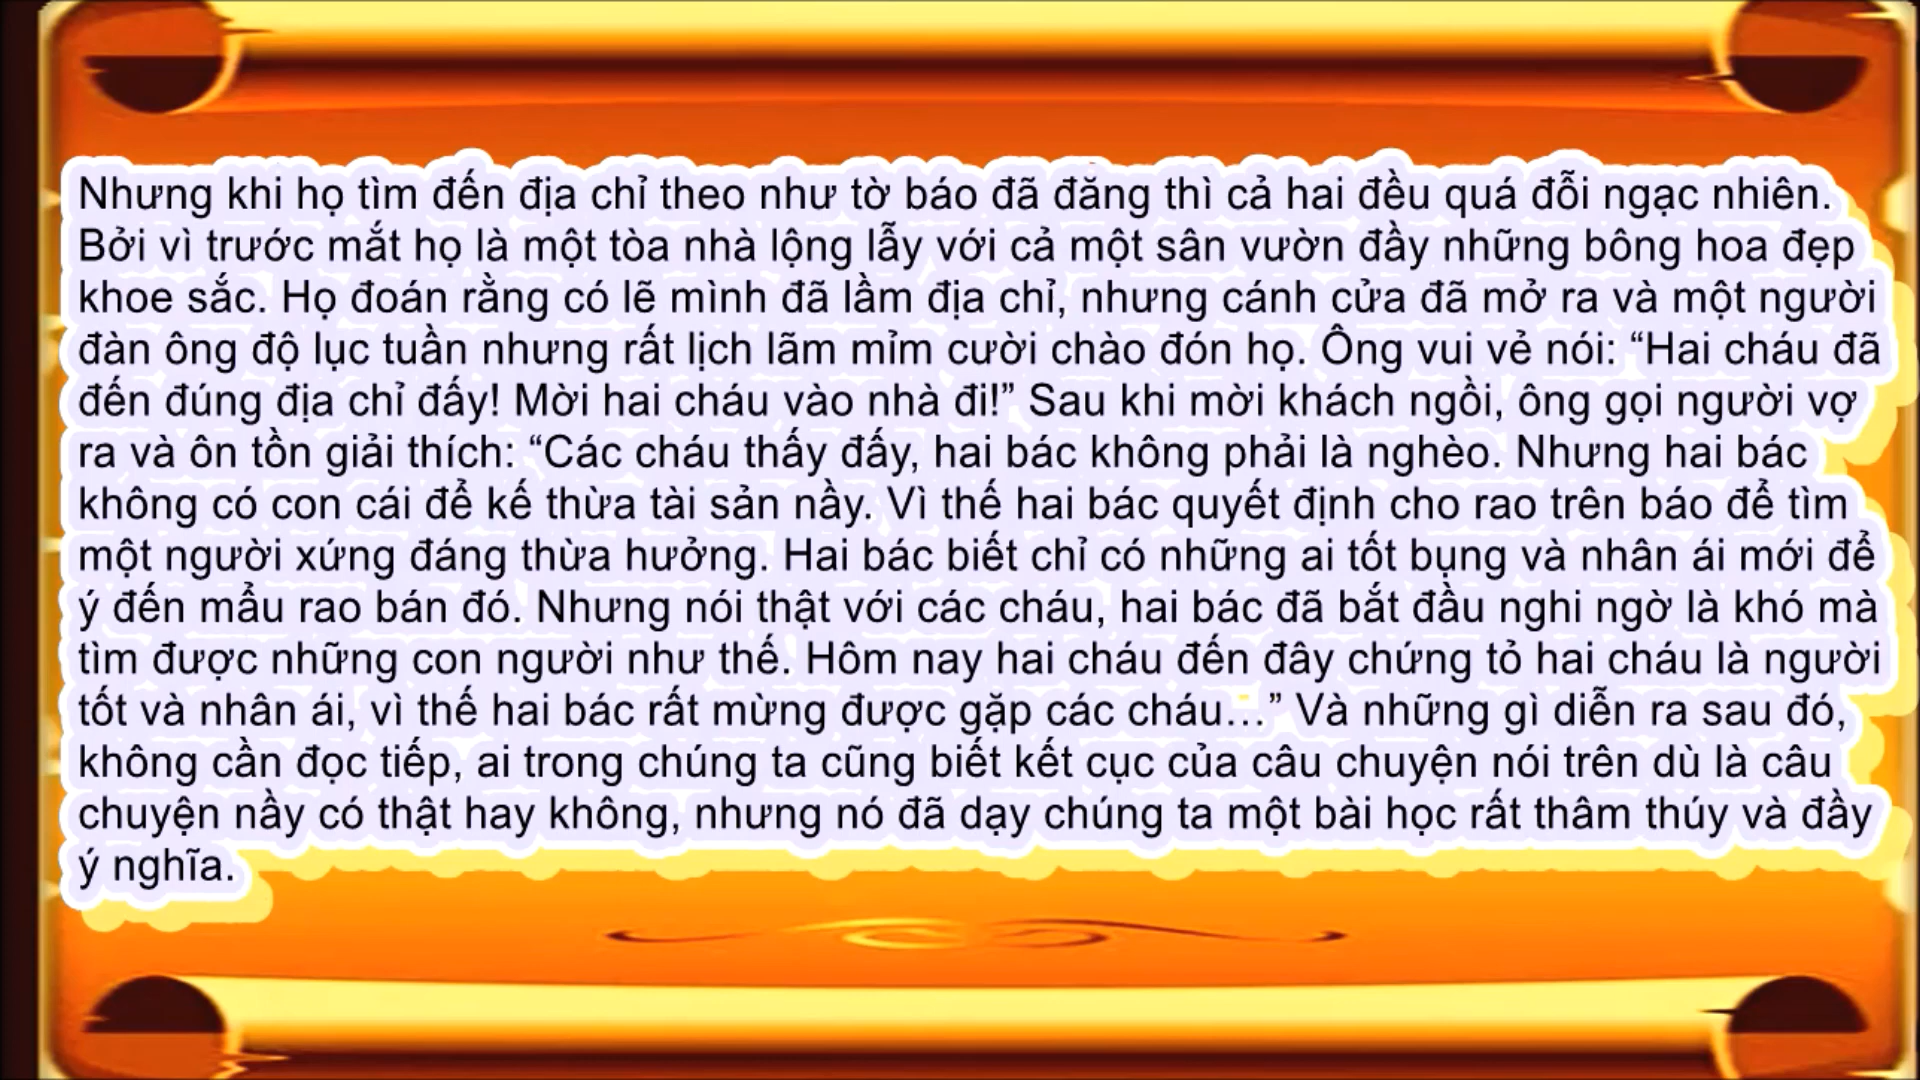 Nhưng khi họ tìm đến địa chỉ theo như tờ báo đã đăng thì cả hai đều quá đỗi ngạc nhiên.
Bởi vì trước mắt họ là một tòa nhà lộng lẫy với cả một sân vườn đầy những bông hoa đẹp
khoe sắc. Họ đoán rằng có lẽ mình đã lầm địa chỉ, nhưng cánh cửa đã mở ra và một người
đàn ông độ lục tuần nhưng rất lịch lãm mỉm cười chào đón họ. Ông vui vẻ nói: “Hai cháu đã
đến đúng địa chỉ đấy! Mời hai cháu vào nhà đi!” Sau khi mời khách ngồi, ông gọi người vợ
ra và ôn tồn giải thích: “Các cháu thấy đấy, hai bác không phải là nghèo. Nhưng hai bác
không có con cái để kế thừa tài sản nầy. Vì thế hai bác quyết định cho rao trên báo để tìm
một người xứng đáng thừa hưởng. Hai bác biết chỉ có những ai tốt bụng và nhân ái mới để
ý đến mẩu rao bán đó. Nhưng nói thật với các cháu, hai bác đã bắt đầu nghi ngờ là khó mà
tìm được những con người như thế. Hôm nay hai cháu đến đây chứng tỏ hai cháu là người
tốt và nhân ái, vì thế hai bác rất mừng được gặp các cháu…” Và những gì diễn ra sau đó,
không cần đọc tiếp, ai trong chúng ta cũng biết kết cục của câu chuyện nói trên dù là câu
chuyện nầy có thật hay không, nhưng nó đã dạy chúng ta một bài học rất thâm thúy và đầy
ý nghĩa.